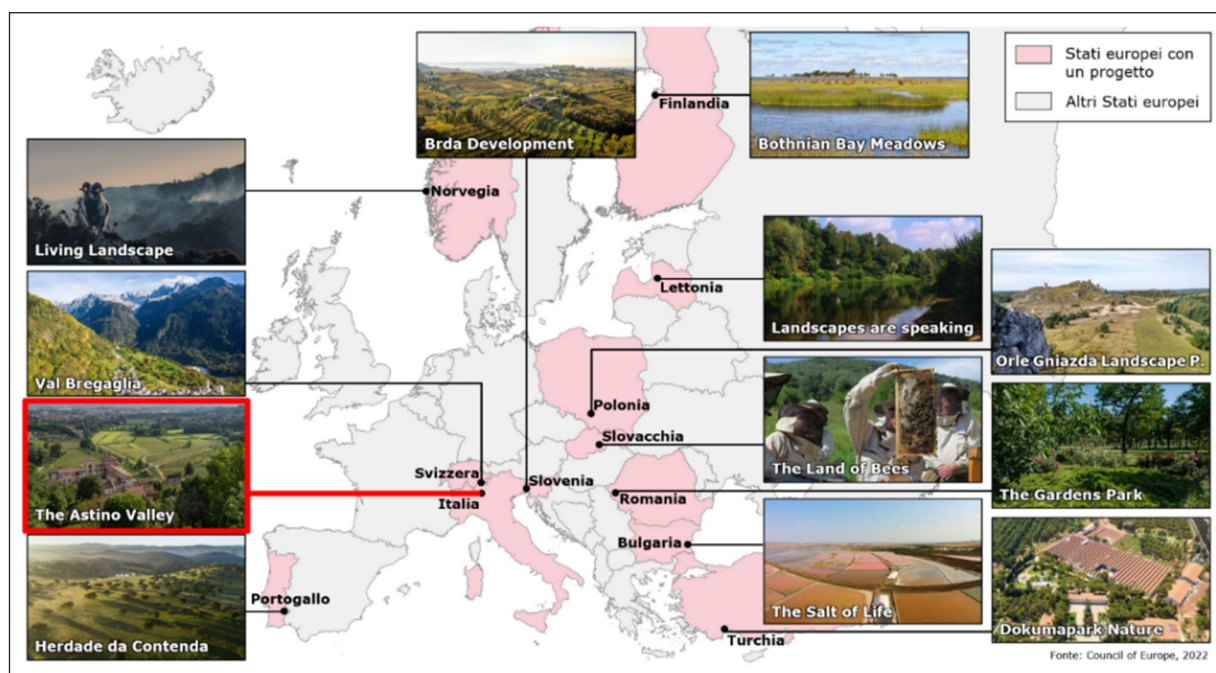 Stati europei con
un progetto
Altri Stati europei
Brda Development
Finlandia
Bothnian Bay Meadows
Norvegia
Living Landscape
Lettonia
Landscapes are speaking
Orle Gniazda Landscape P.
Val Bregaglia
Polonia
Slovacchia
The Land of Bees
Svizzera
Slovenia
Italia
Romania
The Gardens Park
The Astino Valley
Bulgaria
The Salt of Life
Portogallo
Herdade da Contenda
Turchia
Dokumapark Nature
Fonte: Council of Europe, 2022